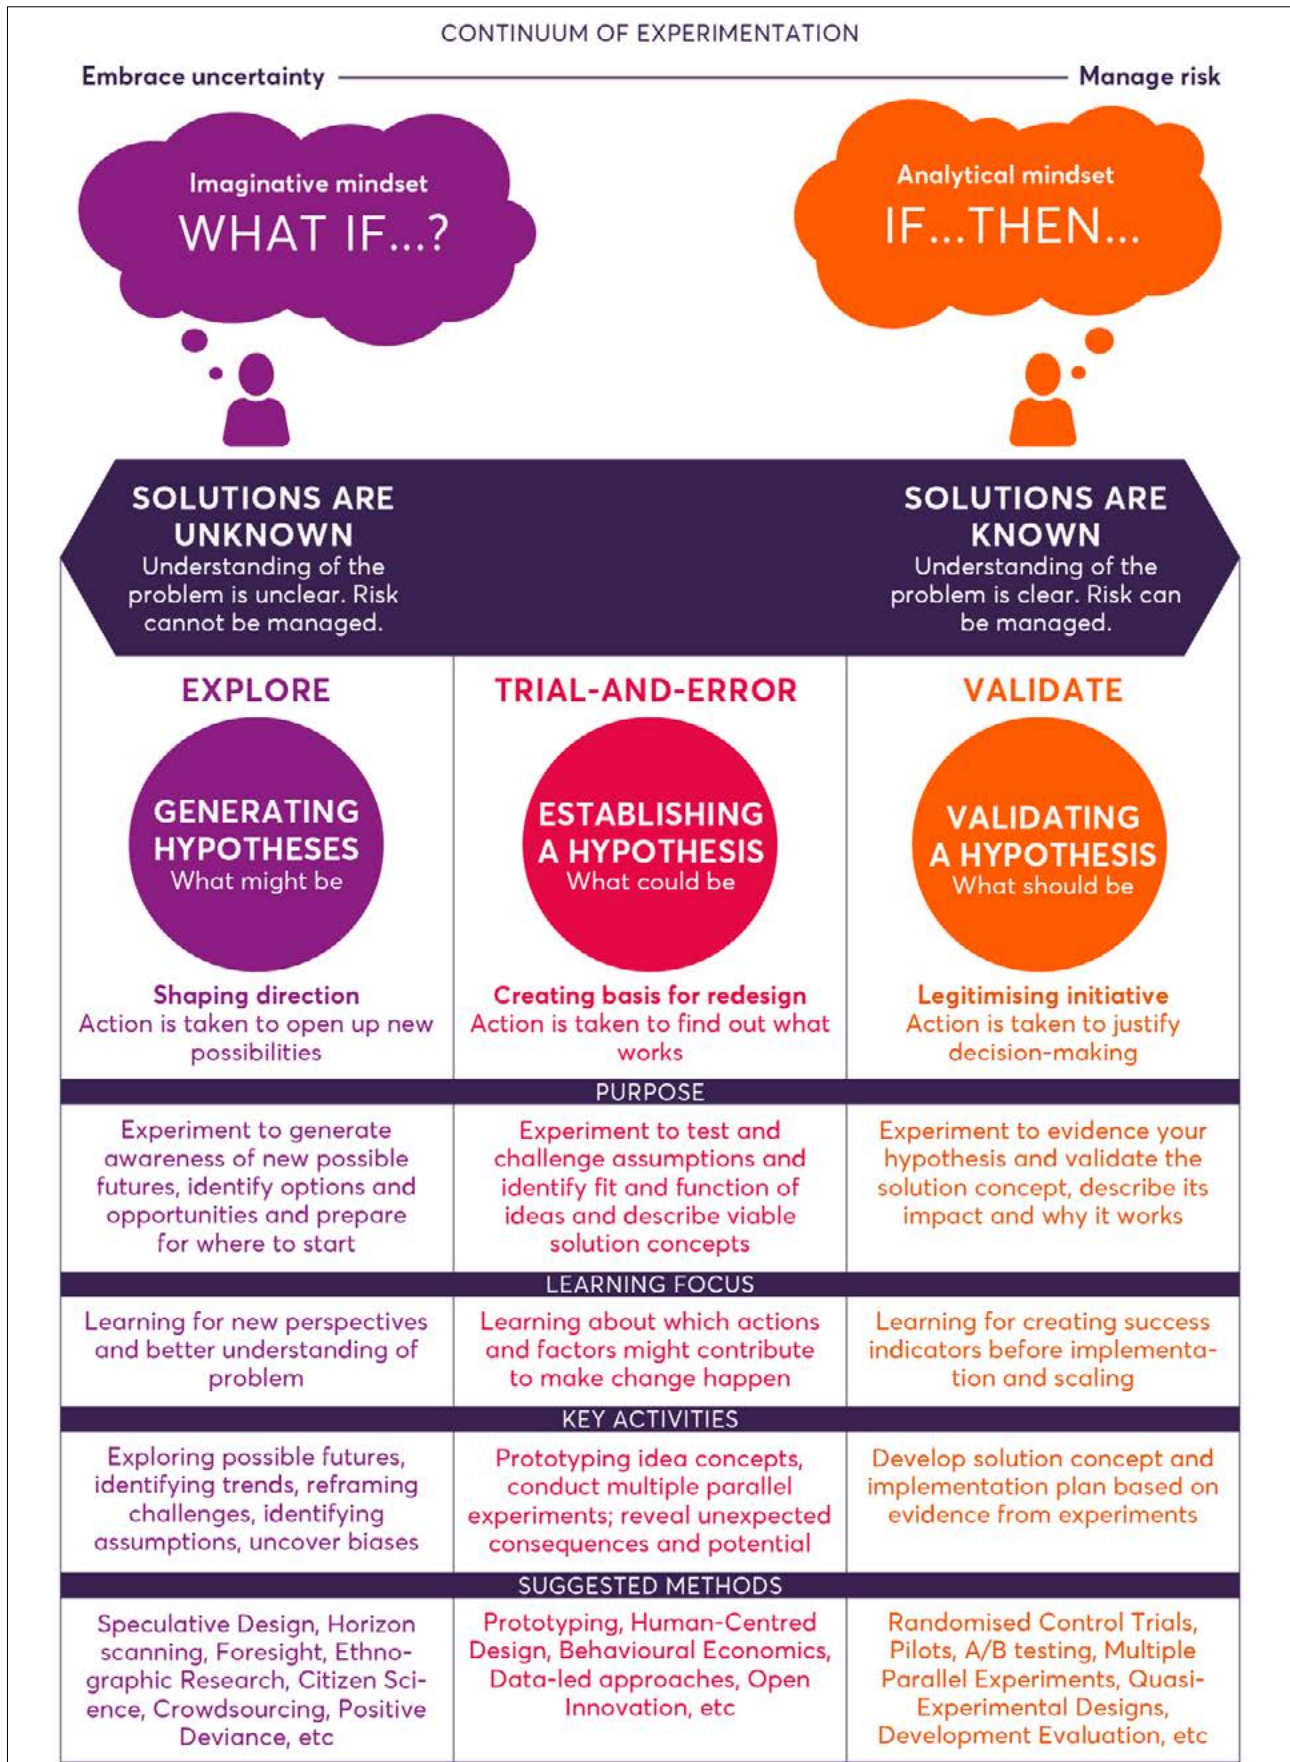 CONTINUUM OF EXPERIMENTATION
Embrace uncertainty
Manage risk
Imaginative mindset
WHAT IF...?
Analytical mindset
IF...THEN...
SOLUTIONS ARE
UNKNOWN
Understanding of the
problem is unclear. Risk
cannot be managed.
SOLUTIONS ARE
KNOWN
Understanding of the
problem is clear. Risk can
be managed.
EXPLORE
GENERATING
HYPOTHESES
What might be
Shaping direction
Action is taken to open up new
possibilities
TRIAL-AND-ERROR
ESTABLISHING
A HYPOTHESIS
What could be
Creating basis for redesign
Action is taken to find out what
works
VALIDATE
VALIDATING
A HYPOTHESIS
What should be
Legitimising initiative
Action is taken to justify
decision-making
PURPOSE
Experiment to generate
awareness of new possible
futures, identify options and
opportunities and prepare
for where to start
Experiment to test and
challenge assumptions and
identify fit and function of
ideas and describe viable
solution concepts
Experiment to evidence your
hypothesis and validate the
solution concept, describe its
impact and why it works
LEARNING FOCUS
Learning for new perspectives
and better understanding of
problem
Learning about which actions
and factors might contribute
to make change happen
Learning for creating success
indicators before implementa-
tion and scaling
KEY ACTIVITIES
Exploring possible futures,
identifying trends, reframing
challenges, identifying
assumptions, uncover biases
Prototyping idea concepts,
conduct multiple parallel
experiments; reveal unexpected
consequences and potential
Develop solution concept and
implementation plan based on
evidence from experiments
SUGGESTED METHODS
Speculative Design, Horizon
scanning, Foresight, Ethno-
graphic Research, Citizen Sci-
ence, Crowdsourcing, Positive
Deviance, etc
Prototyping, Human-Centred
Design, Behavioural Economics,
Data-led approaches, Open
Innovation, etc
Randomised Control Trials,
Pilots, A/B testing, Multiple
Parallel Experiments, Quasi-
Experimental Designs,
Development Evaluation, etc